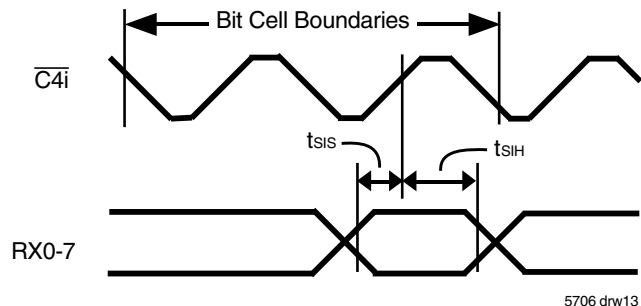 Bit Cell Boundaries
C4i
tSIS
tSIH
RX0-7
5706 drw13